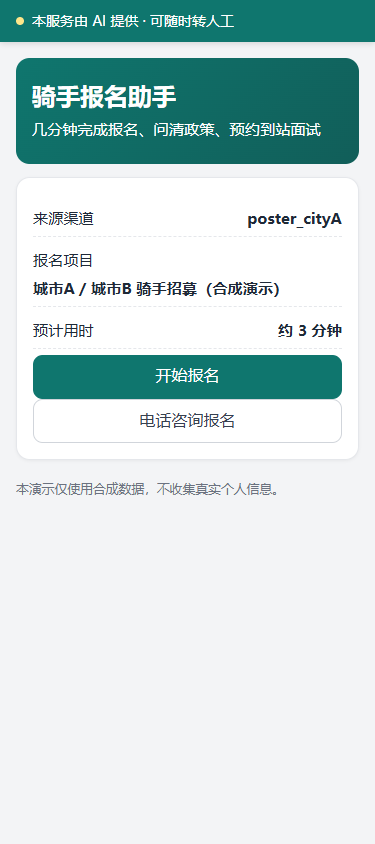 本服务由 AI 提供 · 可随时转人工
骑手报名助手
几分钟完成报名、问清政策、预约到站面试
来源渠道 poster_cityA
报名项目
城市A / 城市B 骑手招募（合成演示）
预计用时 约 3 分钟
开始报名
电话咨询报名
本演示仅使用合成数据，不收集真实个人信息。